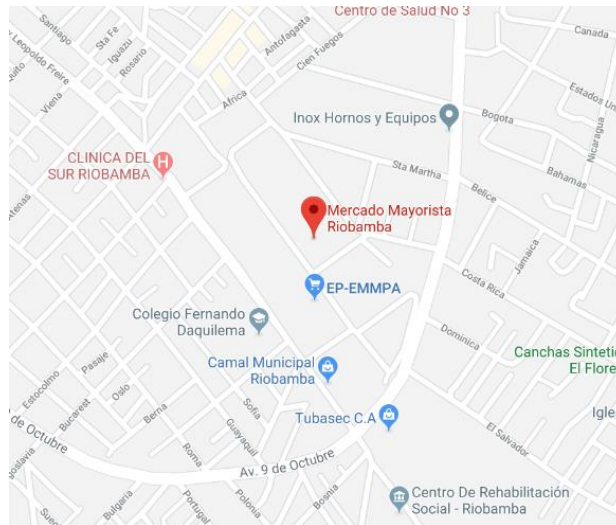 Centro de Salud No 3
Santiago
Sta Fe
Iguazu
Rosario
Antofagasta
Cien Fuegos
Canada
Leopoldo Freire
Quito
Viena
Africa
Estados Un
Inox Hornos y Equipos
Bogota
Nicaragua
CLINICA DEL
SUR RIOBAMBA
Sta Martha
Belice
Bahamas
Atenas
Mercado Mayorista
Riobamba
Jamaica
Costa Rica
EP-EMMPA
Colegio Fernando
Daquilema
Dominica
Canchas Sintetic
El Flore
Camal Municipal
Riobamba
Pasaje
Estocolmo
Oslo
Bucarest
Berna
Sofia
Guayaquil
Roma
Tubasec C.A
El Salvador
Igle
de Octubre
Av. 9 de Octubre
goslavia
Bulgaria
Portugal
Polonia
Bosnia
Centro De Rehabilitación
Social - Riobamba